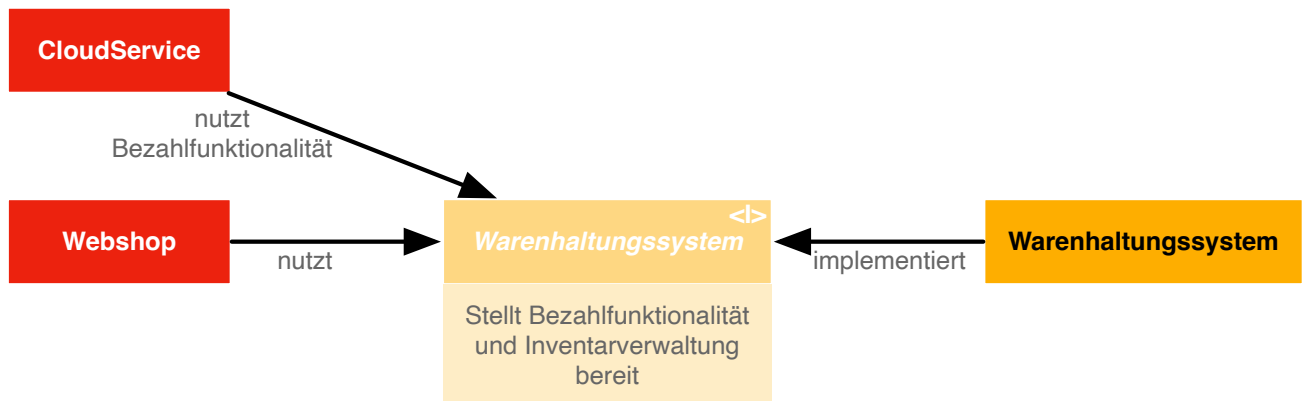 CloudService
nutzt
Bezahlfunktionalität
Webshop
nutzt
<I>
Warenhaltungssystem
Stellt Bezahlfunktionalität
und Inventarverwaltung
bereit
implementiert
Warenhaltungssystem